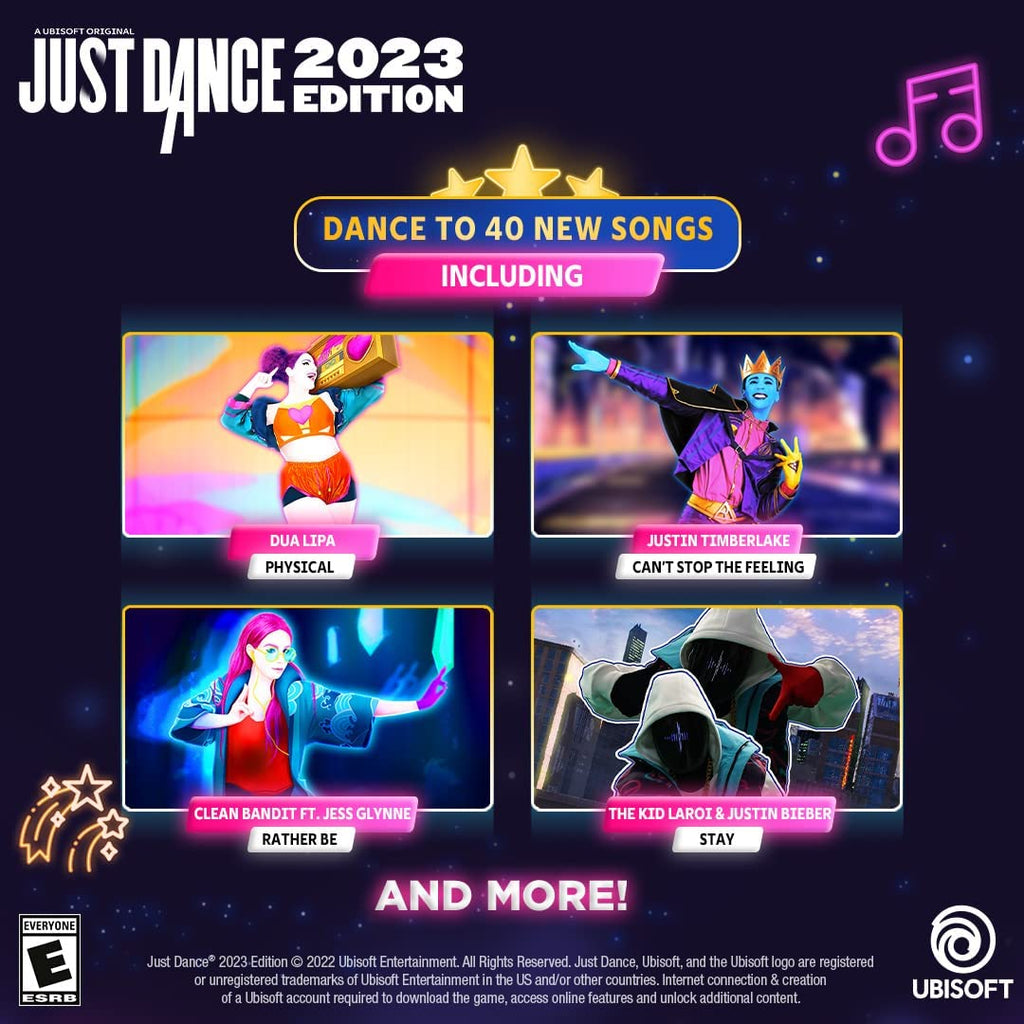 A UBISOFT ORIGINAL
JUST DANCE 2023
EDITION
DANCE TO 40 NEW SONGS
INCLUDING
DUA LIPA
PHYSICAL
JUSTIN TIMBERLAKE
CAN'T STOP THE FEELING
CLEAN BANDIT FT. JESS GLYNNE
RATHER BE
THE KID LAROI & JUSTIN BIEBER
STAY
AND MORE!
EVERYONE
E
ESRB
Just Dance® 2023 Edition © 2022 Ubisoft Entertainment. All Rights Reserved. Just Dance, Ubisoft, and the Ubisoft logo are registered
or unregistered trademarks of Ubisoft Entertainment in the US and/or other countries. Internet connection & creation
of a Ubisoft account required to download the game, access online features and unlock additional content.
UBISOFT